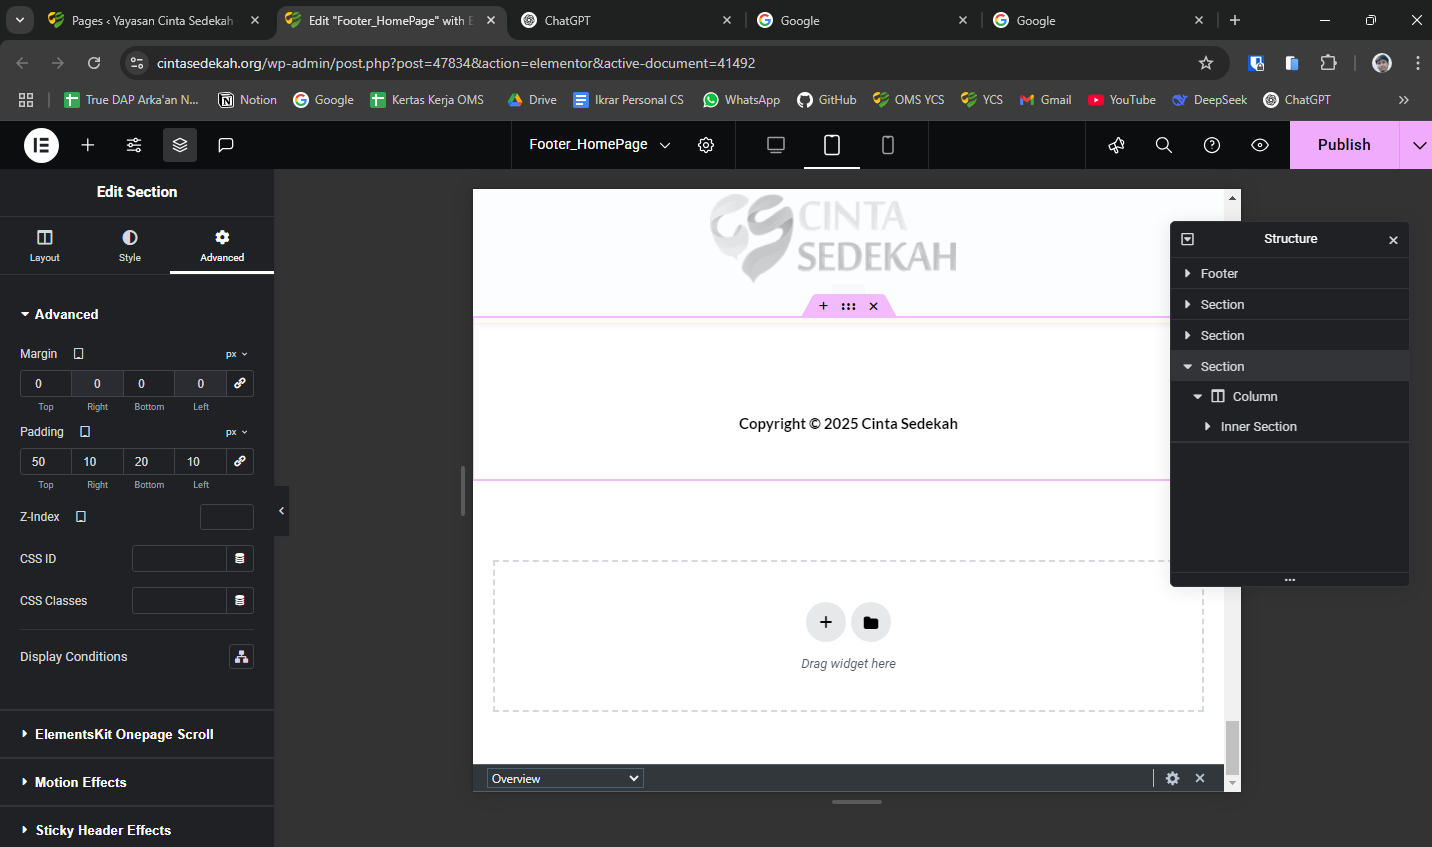 Pages ‹ Yayasan Cinta Sedekah
Edit "Footer_HomePage" with E
ChatGPT
Google
Google
cintasedekah.org/wp-admin/post.php?post=47834&action=elementor&active-document=41492
True DAP Arka'an N...
Notion
Google
Kertas Kerja OMS
Drive
Ikrar Personal CS
WhatsApp
GitHub
OMS YCS
YCS
Gmail
YouTube
DeepSeek
ChatGPT
Footer_HomePage
Publish
Edit Section
Layout
Style
Advanced
Advanced
Margin
px
0 0 0 0
Top Right Bottom Left
Padding
px
50 10 20 10
Top Right Bottom Left
Z-Index
CSS ID
CSS Classes
Display Conditions
ElementsKit Onepage Scroll
Motion Effects
Sticky Header Effects
CINTA
SEDEKAH
Copyright © 2025 Cinta Sedekah
Drag widget here
Overview
Structure
Footer
Section
Section
Section
Column
Inner Section